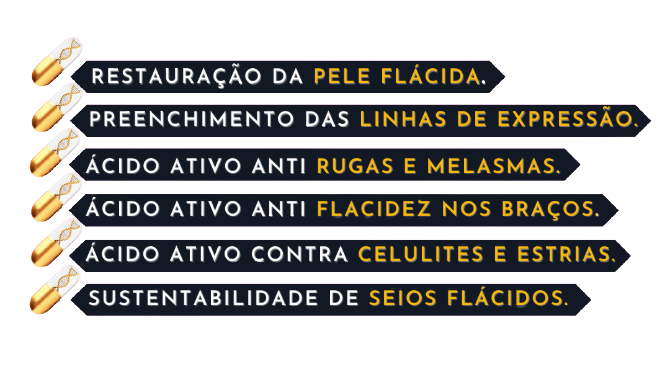 RESTAURAÇÃO DA PELE FLÁCIDA.
PREENCHIMENTO DAS LINHAS DE EXPRESSÃO.
ÁCIDO ATIVO ANTI RUGAS E MELASMAS.
ÁCIDO ATIVO ANTI FLACIDEZ NOS BRAÇOS.
ÁCIDO ATIVO CONTRA CELULITES E ESTRIAS.
SUSTENTABILIDADE DE SEIOS FLÁCIDOS.